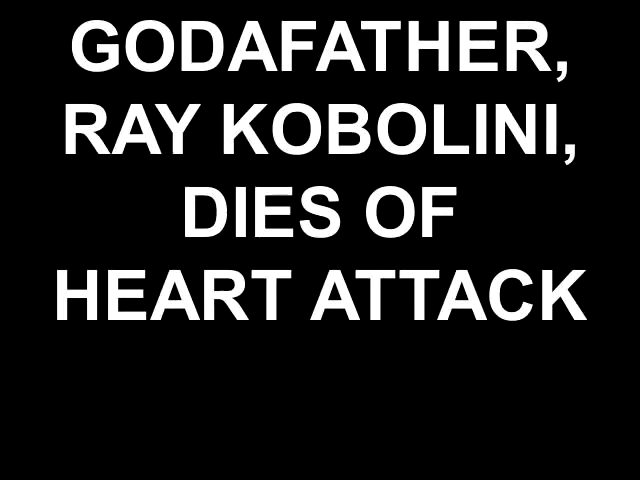 GODAFATHER,
RAY KOBOLINI,
DIES OF
HEART ATTACK